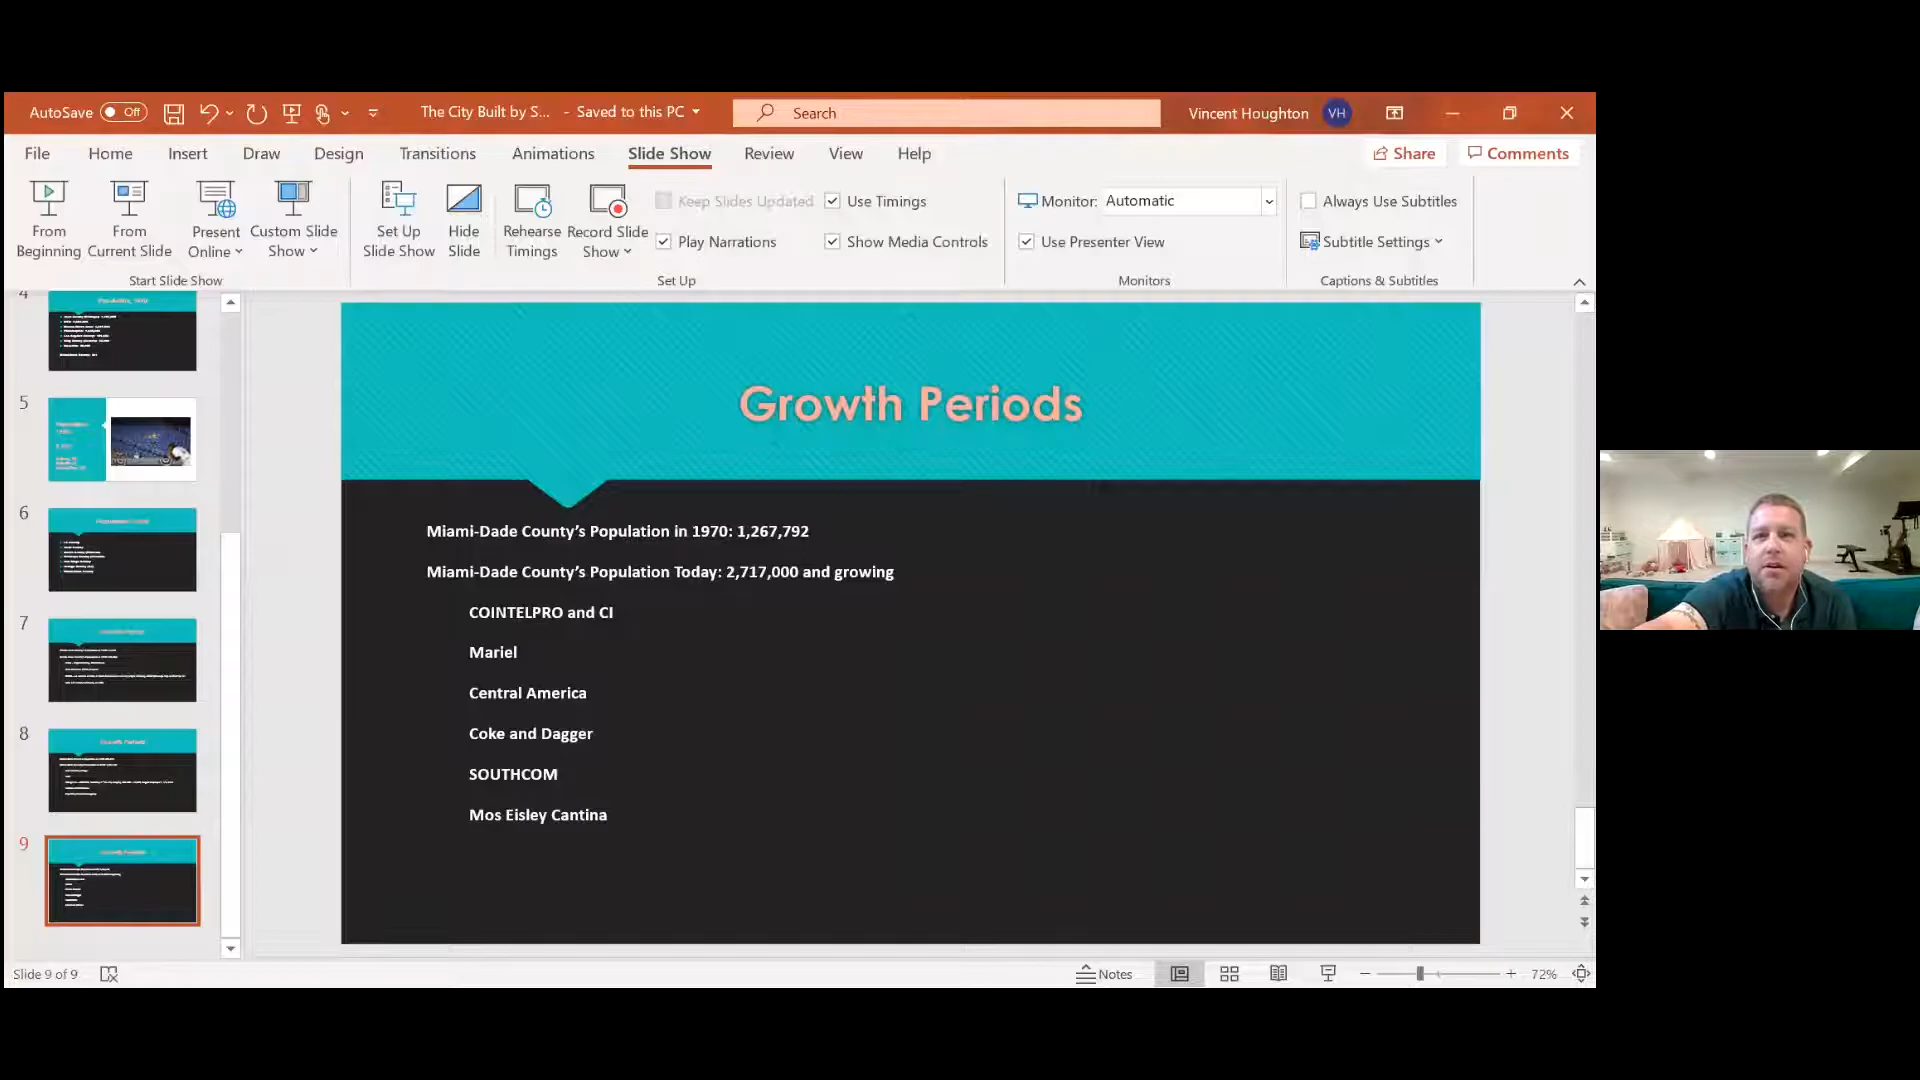 AutoSave Off The City Built by S... - Saved to this PC Search Vincent Houghton VH
File Home Insert Draw Design Transitions Animations Slide Show Review View Help Share Comments
From Beginning
From Current Slide
Present Online
Custom Slide Show
Start Slide Show
Set Up Slide Show
Hide Slide
Rehearse Timings
Record Slide Show
Keep Slides Updated
Play Narrations
Use Timings
Show Media Controls
Set Up
Monitor: Automatic
Use Presenter View
Monitors
Always Use Subtitles
Subtitle Settings
Captions & Subtitles
4
5
6
7
8
9
Growth Periods
Miami-Dade County’s Population in 1970: 1,267,792
Miami-Dade County’s Population Today: 2,717,000 and growing
COINTELPRO and CI
Mariel
Central America
Coke and Dagger
SOUTHCOM
Mos Eisley Cantina
Slide 9 of 9 Notes 72%